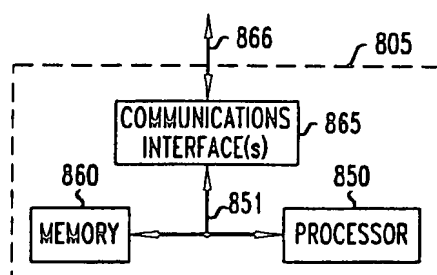 866
805
COMMUNICATIONS
INTERFACE(s)
865
860
851
850
MEMORY
PROCESSOR